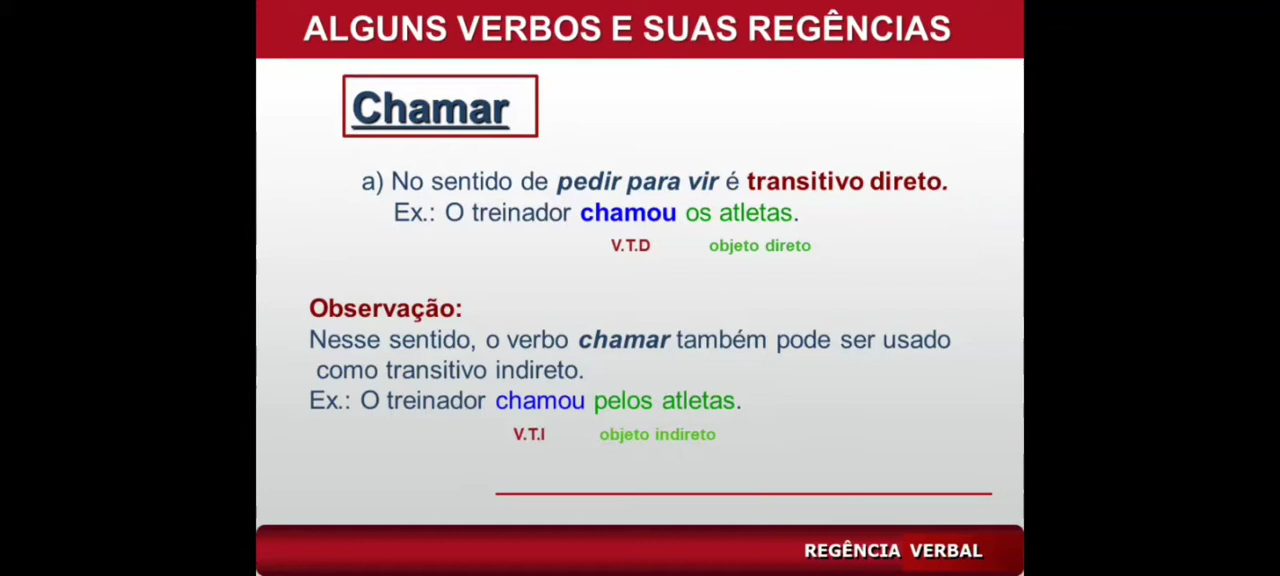 ALGUNS VERBOS E SUAS REGÊNCIAS
Chamar
a) No sentido de pedir para vir é transitivo direto.
Ex.: O treinador chamou os atletas.
V.T.D objeto direto
Observação:
Nesse sentido, o verbo chamar também pode ser usado
como transitivo indireto.
Ex.: O treinador chamou pelos atletas.
V.T.I objeto indireto
REGÊNCIA VERBAL